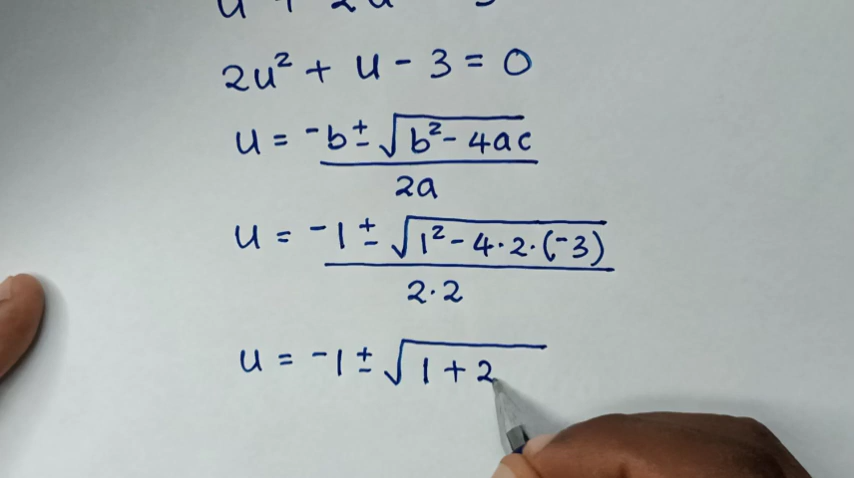 2u² + u - 3 = 0
u = -b ± √(b² - 4ac)
2a
u = -1 ± √(1² - 4·2·(-3))
2·2
u = -1 ± √(1 + 2